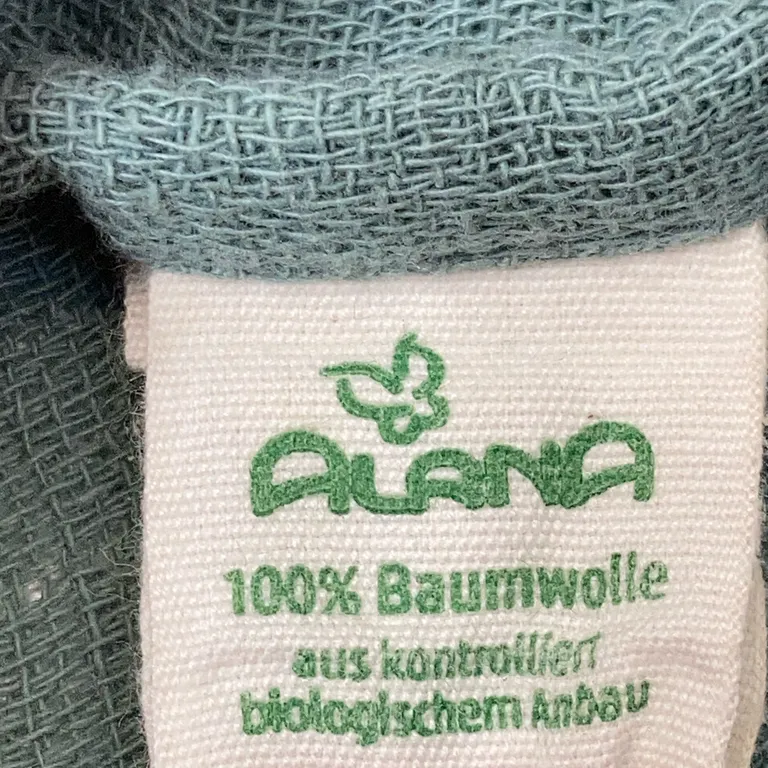 ALANA
100% Baumwolle
aus kontrolliert
biologischem Anbau